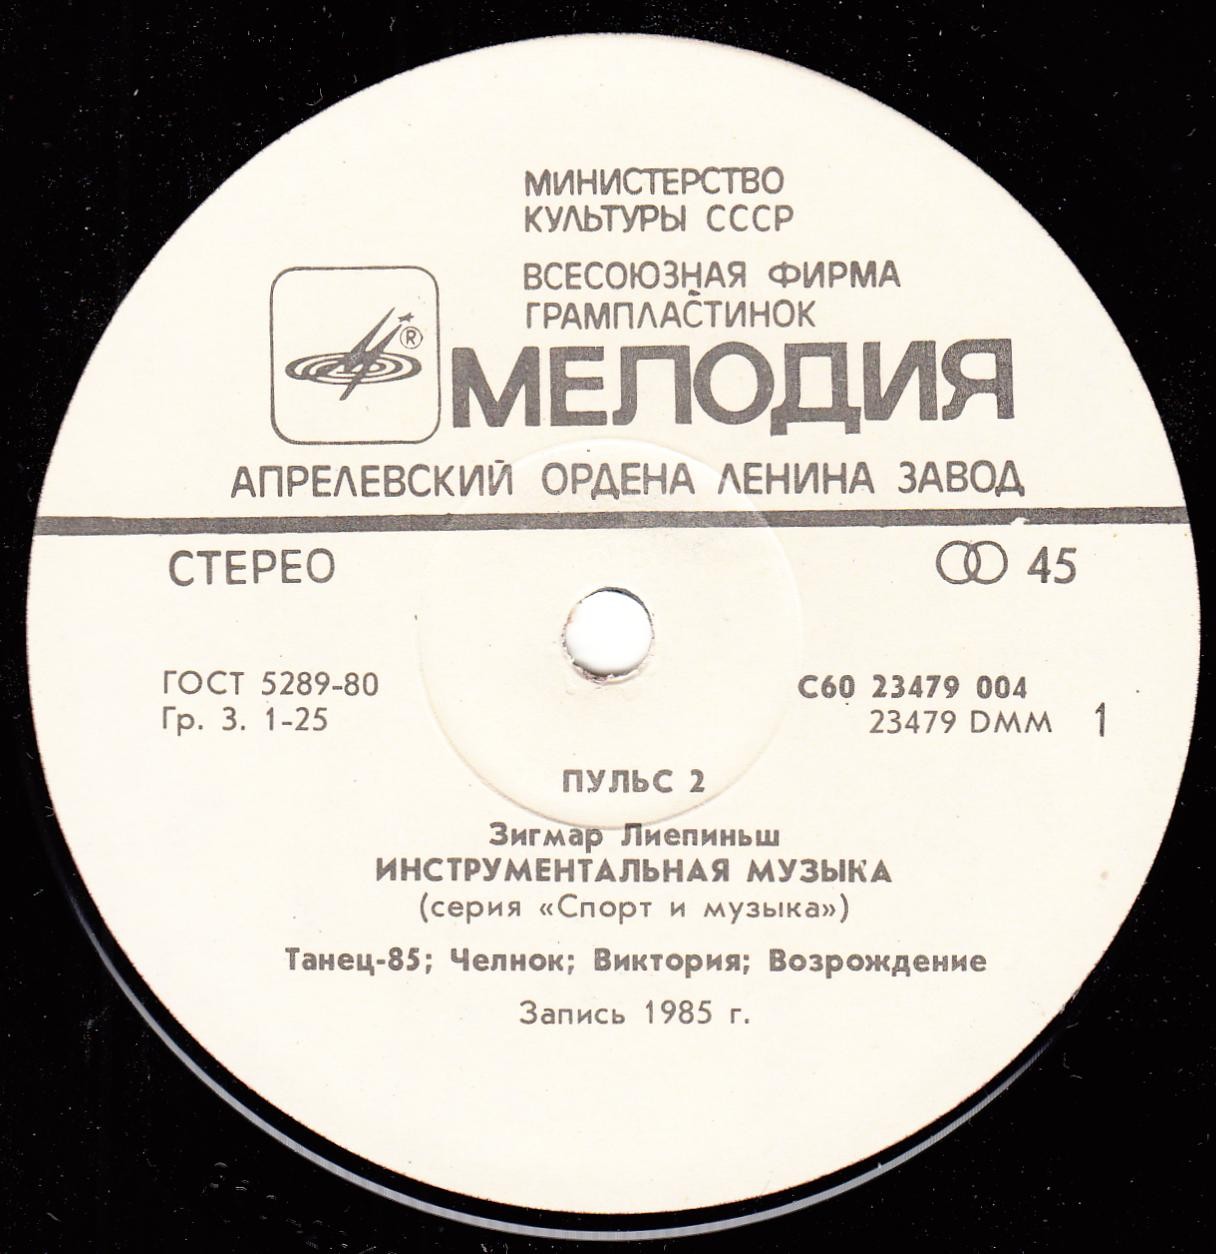 МИНИСТЕРСТВО
КУЛЬТУРЫ СССР
ВСЕСОЮЗНАЯ ФИРМА
ГРАМПЛАСТИНОК
®
МЕЛОДИЯ
АПРЕЛЕВСКИЙ ОРДЕНА ЛЕНИНА ЗАВОД
СТЕРЕО
45
ГОСТ 5289-80
Гр. 3. 1-25
С60 23479 004
23479 DMM 1
ПУЛЬС 2
Зигмар Лиепиньш
ИНСТРУМЕНТАЛЬНАЯ МУЗЫКА
(серия «Спорт и музыка»)
Танец-85; Челнок; Виктория; Возрождение
Запись 1985 г.